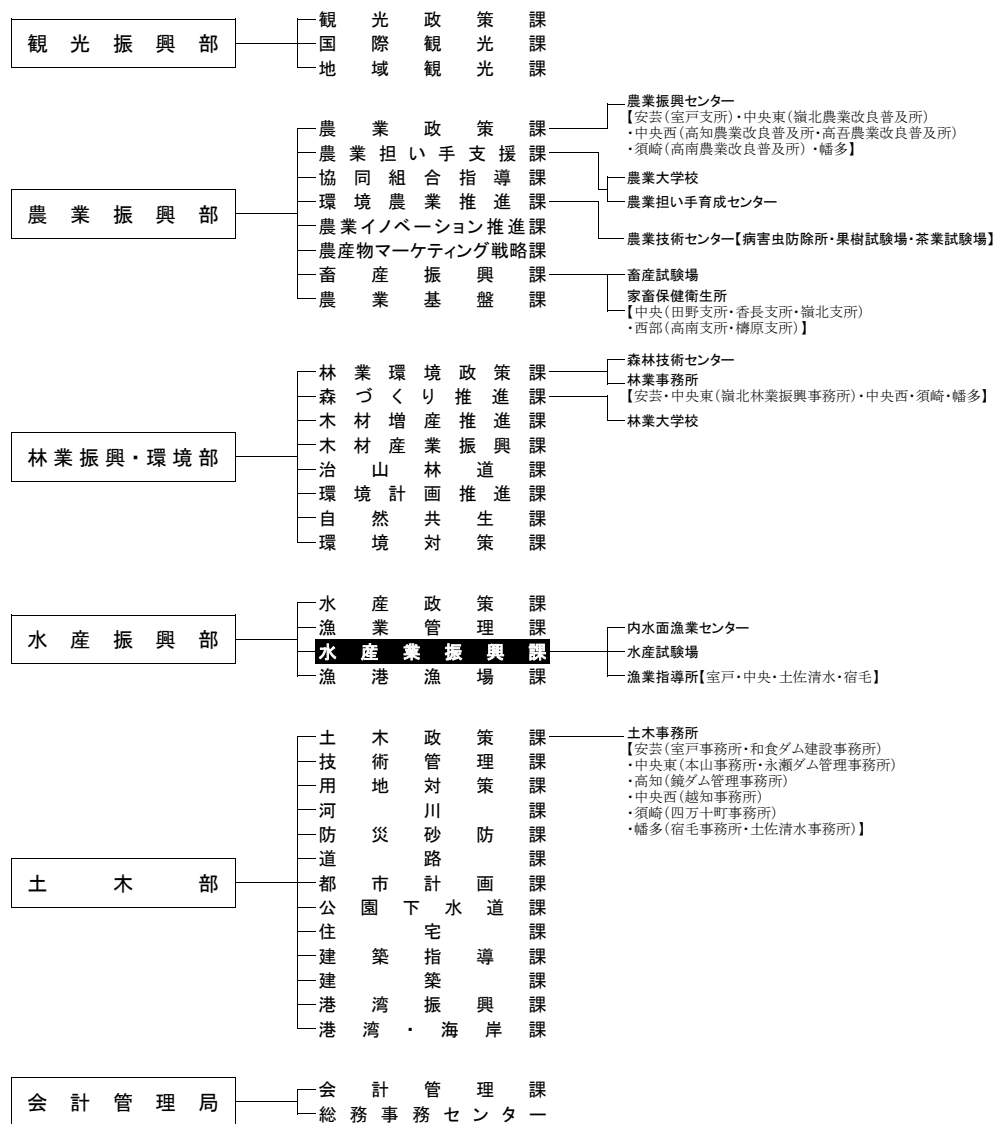 観光振興部
観光政策課
国際観光課
地域観光課
農業振興部
農業政策課
農業担い手支援課
協同組合指導課
環境農業推進課
農業イノベーション推進課
農産物マーケティング戦略課
畜産振興課
農業基盤課
農業振興センター
【安芸(室戸支所)・中央東(嶺北農業改良普及所)
・中央西(高知農業改良普及所・高吾農業改良普及所)
・須崎(高南農業改良普及所)・幡多】
農業大学校
農業担い手育成センター
農業技術センター【病害虫防除所・果樹試験場・茶業試験場】
畜産試験場
家畜保健衛生所
【中央(田野支所・香長支所・嶺北支所)
・西部(高南支所・梼原支所)】
林業振興・環境部
林業環境政策課
森づくり推進課
木材増産推進課
木材産業振興課
治山林道課
環境計画推進課
自然共生課
環境対策課
森林技術センター
林業事務所
【安芸・中央東(嶺北林業振興事務所)・中央西・須崎・幡多】
林業大学校
水産振興部
水産政策課
漁業管理課
水産業振興課
漁港漁場課
内水面漁業センター
水産試験場
漁業指導所【室戸・中央・土佐清水・宿毛】
土木部
土木政策課
技術管理課
用地対策課
河川課
防災砂防課
道路課
都市計画課
公園下水道課
住宅課
建築指導課
建築課
港湾振興課
港湾・海岸課
土木事務所
【安芸(室戸事務所・和食ダム建設事務所)
・中央東(本山事務所・永瀬ダム管理事務所)
・高知(鏡ダム管理事務所)
・中央西(越知事務所)
・須崎(四万十町事務所)
・幡多(宿毛事務所・土佐清水事務所)】
会計管理局
会計管理課
総務事務センター